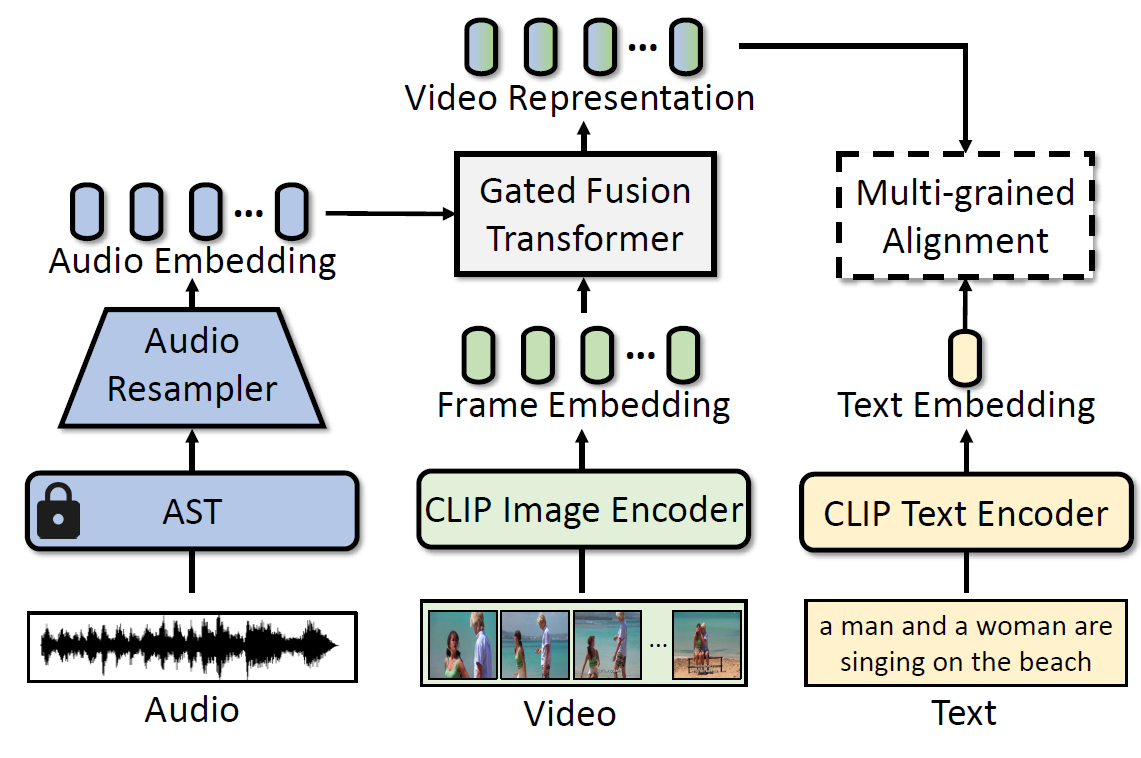 Video Representation
Gated Fusion
Transformer
Multi-grained
Alignment
Audio Embedding
Audio
Resampler
Frame Embedding
Text Embedding
AST
CLIP Image Encoder
CLIP Text Encoder
a man and a woman are
singing on the beach
Audio
Video
Text